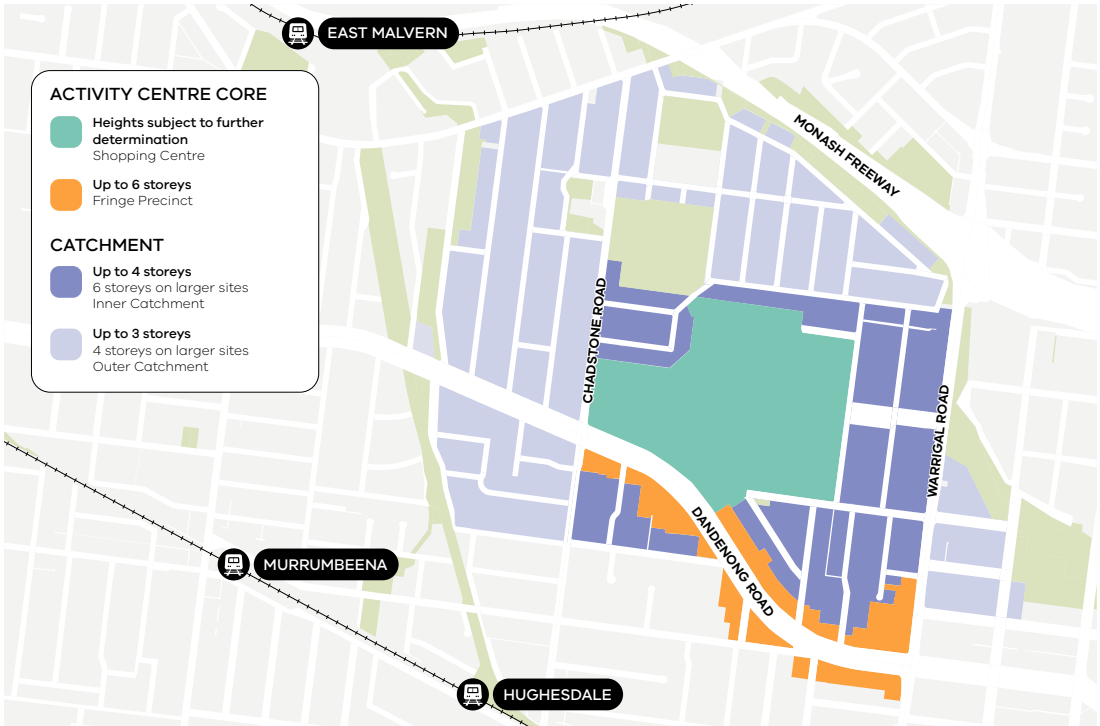 EAST MALVERN
ACTIVITY CENTRE CORE
Heights subject to further
determination
Shopping Centre
Up to 6 storeys
Fringe Precinct
CATCHMENT
Up to 4 storeys
6 storeys on larger sites
Inner Catchment
Up to 3 storeys
4 storeys on larger sites
Outer Catchment
MONASH FREEWAY
CHADSTONE ROAD
WARRIGAL ROAD
DANDENONG ROAD
MURRUMBEENA
HUGHESDALE